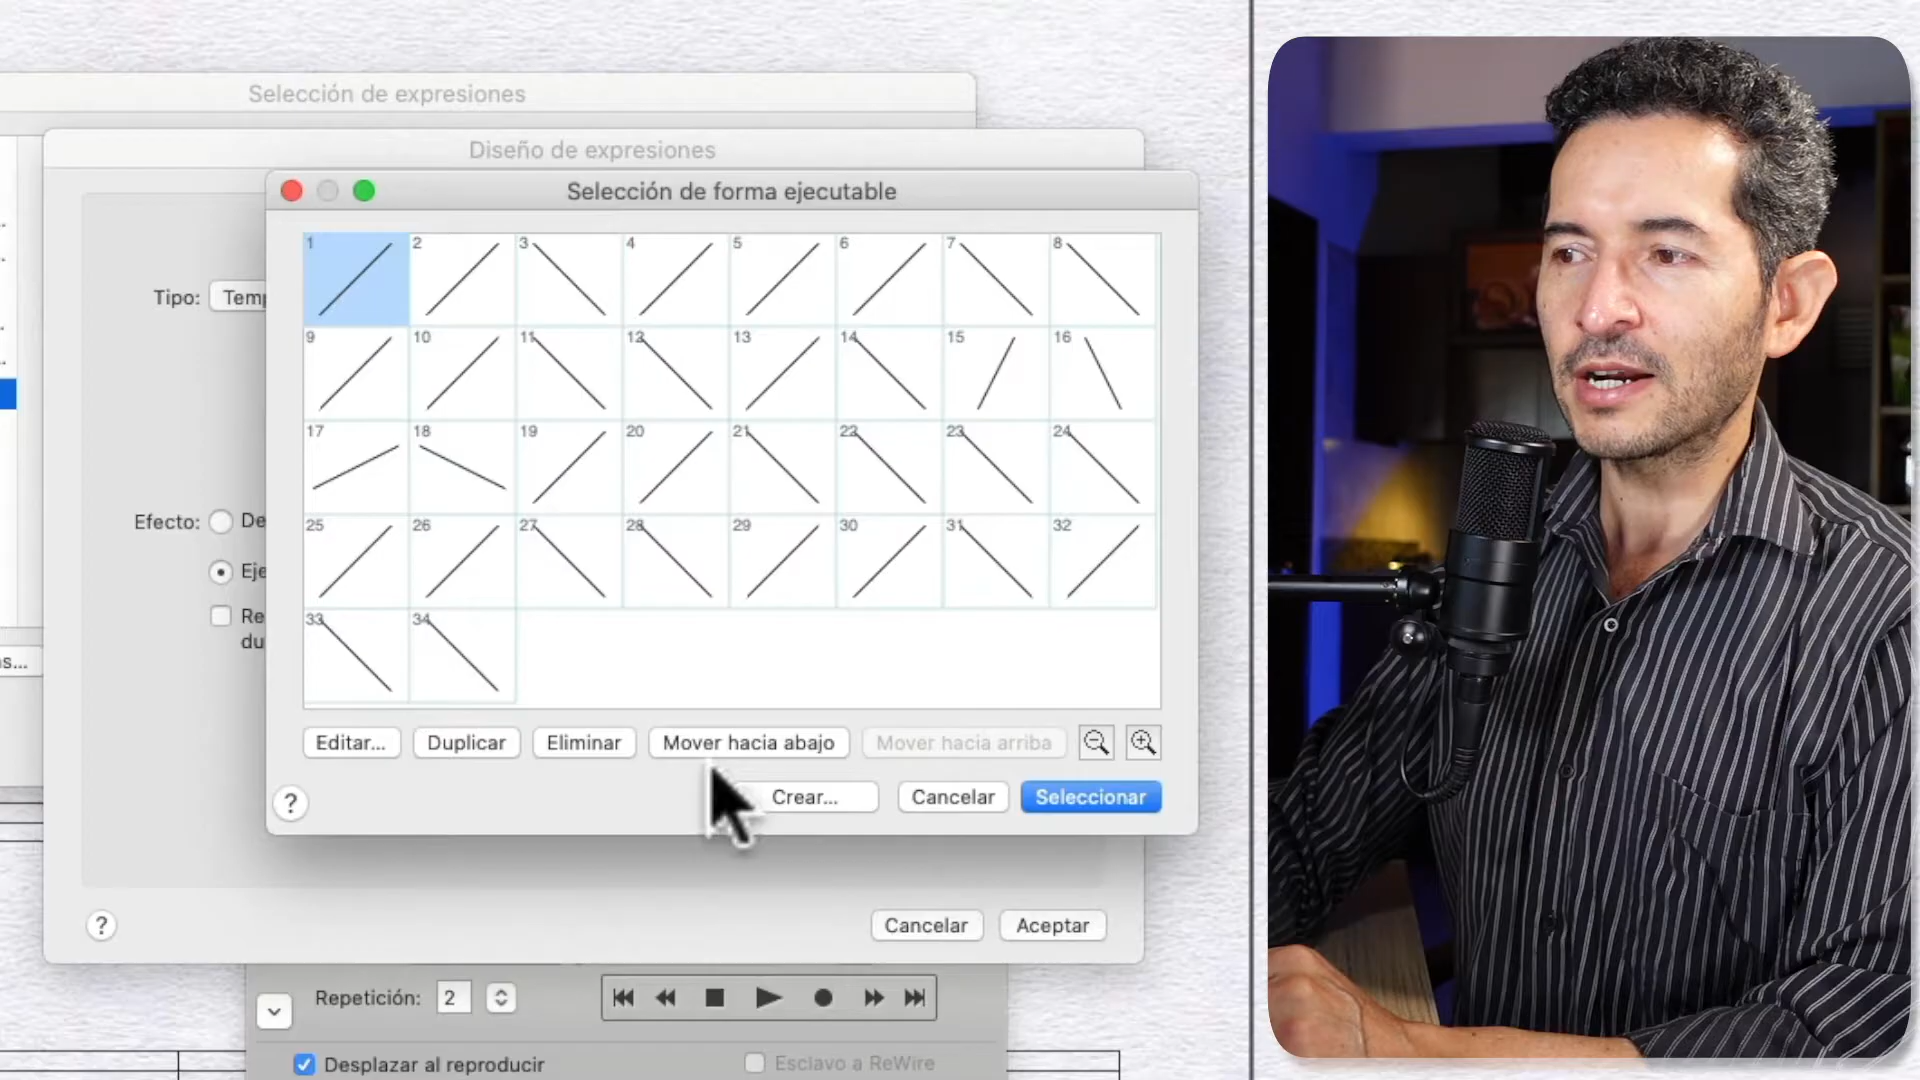 Selección de expresiones
Diseño de expresiones
Selección de forma ejecutable
1 2 3 4 5 6 7 8
9 10 11 12 13 14 15 16
17 18 19 20 21 22 23 24
25 26 27 28 29 30 31 32
33 34
Tipo: Temp
Efecto: De
Eje
Re
du
s...
Editar... Duplicar Eliminar Mover hacia abajo Mover hacia arriba
? Crear... Cancelar Seleccionar
? Cancelar Aceptar
Repetición: 2
Desplazar al reproducir Esclavo a ReWire